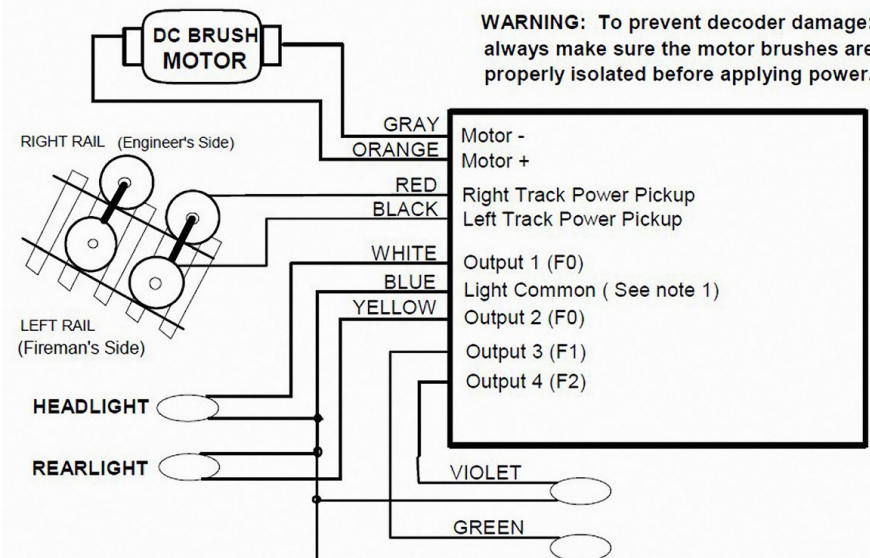 DC BRUSH
MOTOR
WARNING: To prevent decoder damage:
always make sure the motor brushes are
properly isolated before applying power.
RIGHT RAIL (Engineer's Side)
GRAY
ORANGE
RED
BLACK
WHITE
BLUE
YELLOW
Motor -
Motor +
Right Track Power Pickup
Left Track Power Pickup
Output 1 (F0)
Light Common ( See note 1)
Output 2 (F0)
Output 3 (F1)
Output 4 (F2)
LEFT RAIL
(Fireman's Side)
HEADLIGHT
REARLIGHT
VIOLET
GREEN